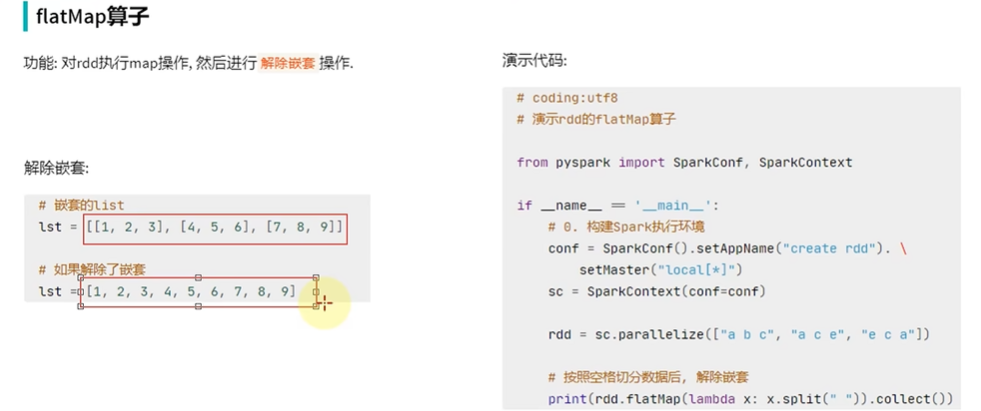 flatMap算子
功能: 对rdd执行map操作, 然后进行 解除嵌套 操作.
解除嵌套:
# 嵌套的list
lst = [[1, 2, 3], [4, 5, 6], [7, 8, 9]]
# 如果解除了嵌套
lst = [1, 2, 3, 4, 5, 6, 7, 8, 9]
演示代码:
# coding:utf8
# 演示rdd的flatMap算子
from pyspark import SparkConf, SparkContext
if __name__ == '__main__':
# 0. 构建Spark执行环境
conf = SparkConf().setAppName("create rdd"). \
setMaster("local[*]")
sc = SparkContext(conf=conf)
rdd = sc.parallelize(["a b c", "a c e", "e c a"])
# 按照空格切分数据后, 解除嵌套
print(rdd.flatMap(lambda x: x.split(" ")).collect())